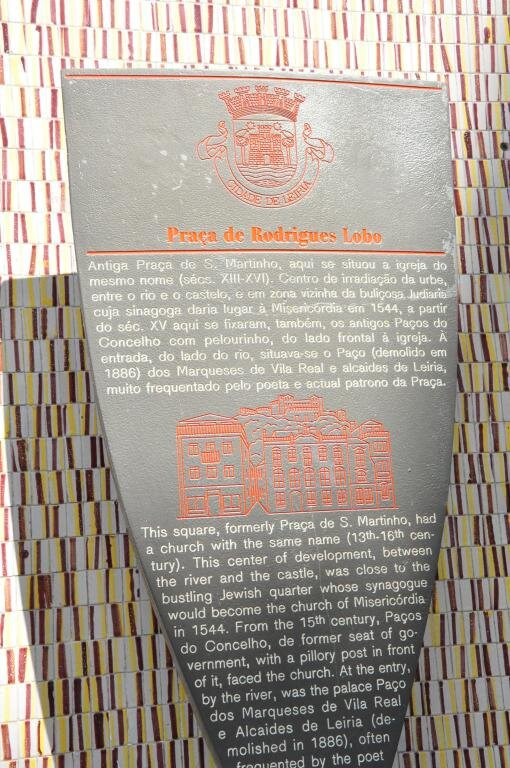 CIDADE DE LEIRIA
Praça de Rodrigues Lobo
Antiga Praça de S. Martinho, aqui se situou a igreja do
mesmo nome (sécs. XIII-XVI). Centro de irradiação da urbe,
entre o rio e o castelo, e em zona vizinha da buliçosa Judiaria
cuja sinagoga daria lugar à Misericórdia em 1544, a partir
do séc. XV aqui se fixaram, também, os antigos Paços do
Concelho com pelourinho, do lado frontal à igreja. À
entrada, do lado do rio, situava-se o Paço (demolido em
1886) dos Marqueses de Vila Real e alcaides de Leiria,
muito frequentado pelo poeta e actual patrono da Praça.
This square, formerly Praça de S. Martinho, had
a church with the same name (13th-16th cen-
tury). This center of development, between
the river and the castle, was close to the
bustling Jewish quarter whose synagogue
would become the church of Misericórdia
in 1544. From the 15th century, Paços
do Concelho, de former seat of go-
vernment, with a pillory post in front
of it, faced the church. At the entry,
by the river, was the palace Paço
dos Marqueses de Vila Real
e Alcaides de Leiria (de-
molished in 1886), often
frequented by the poet